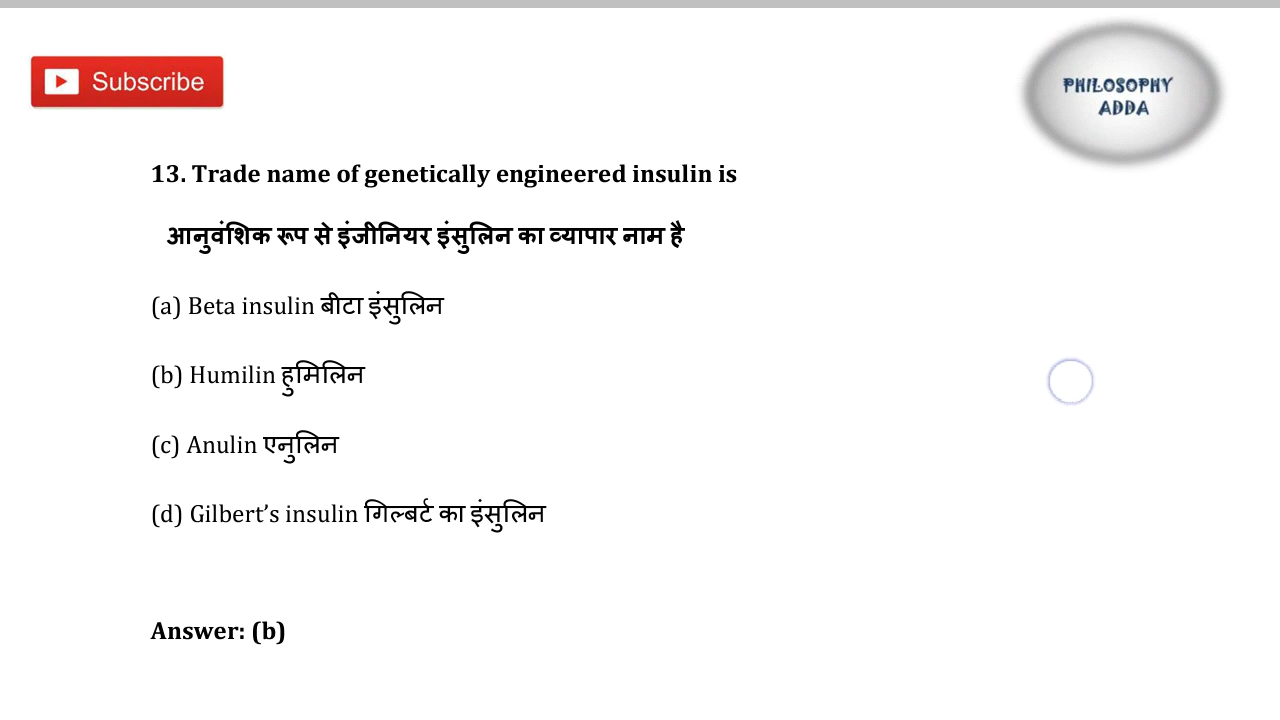 Subscribe
PHILOSOPHY
ADDA
13. Trade name of genetically engineered insulin is
आनुवंशिक रूप से इंजीनियर इंसुलिन का व्यापार नाम है
(a) Beta insulin बीटा इंसुलिन
(b) Humilin हुमिलिन
(c) Anulin एनुलिन
(d) Gilbert’s insulin गिल्बर्ट का इंसुलिन
Answer: (b)